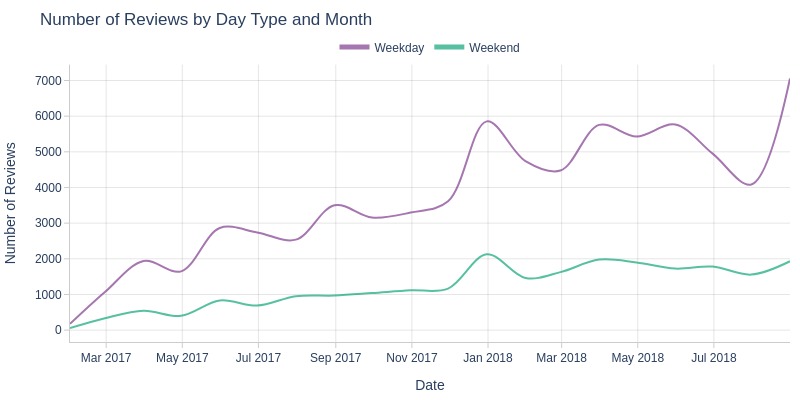 Number of Reviews by Day Type and Month
Weekday Weekend
Number of Reviews
7000
6000
5000
4000
3000
2000
1000
0
Mar 2017 May 2017 Jul 2017 Sep 2017 Nov 2017 Jan 2018 Mar 2018 May 2018 Jul 2018
Date